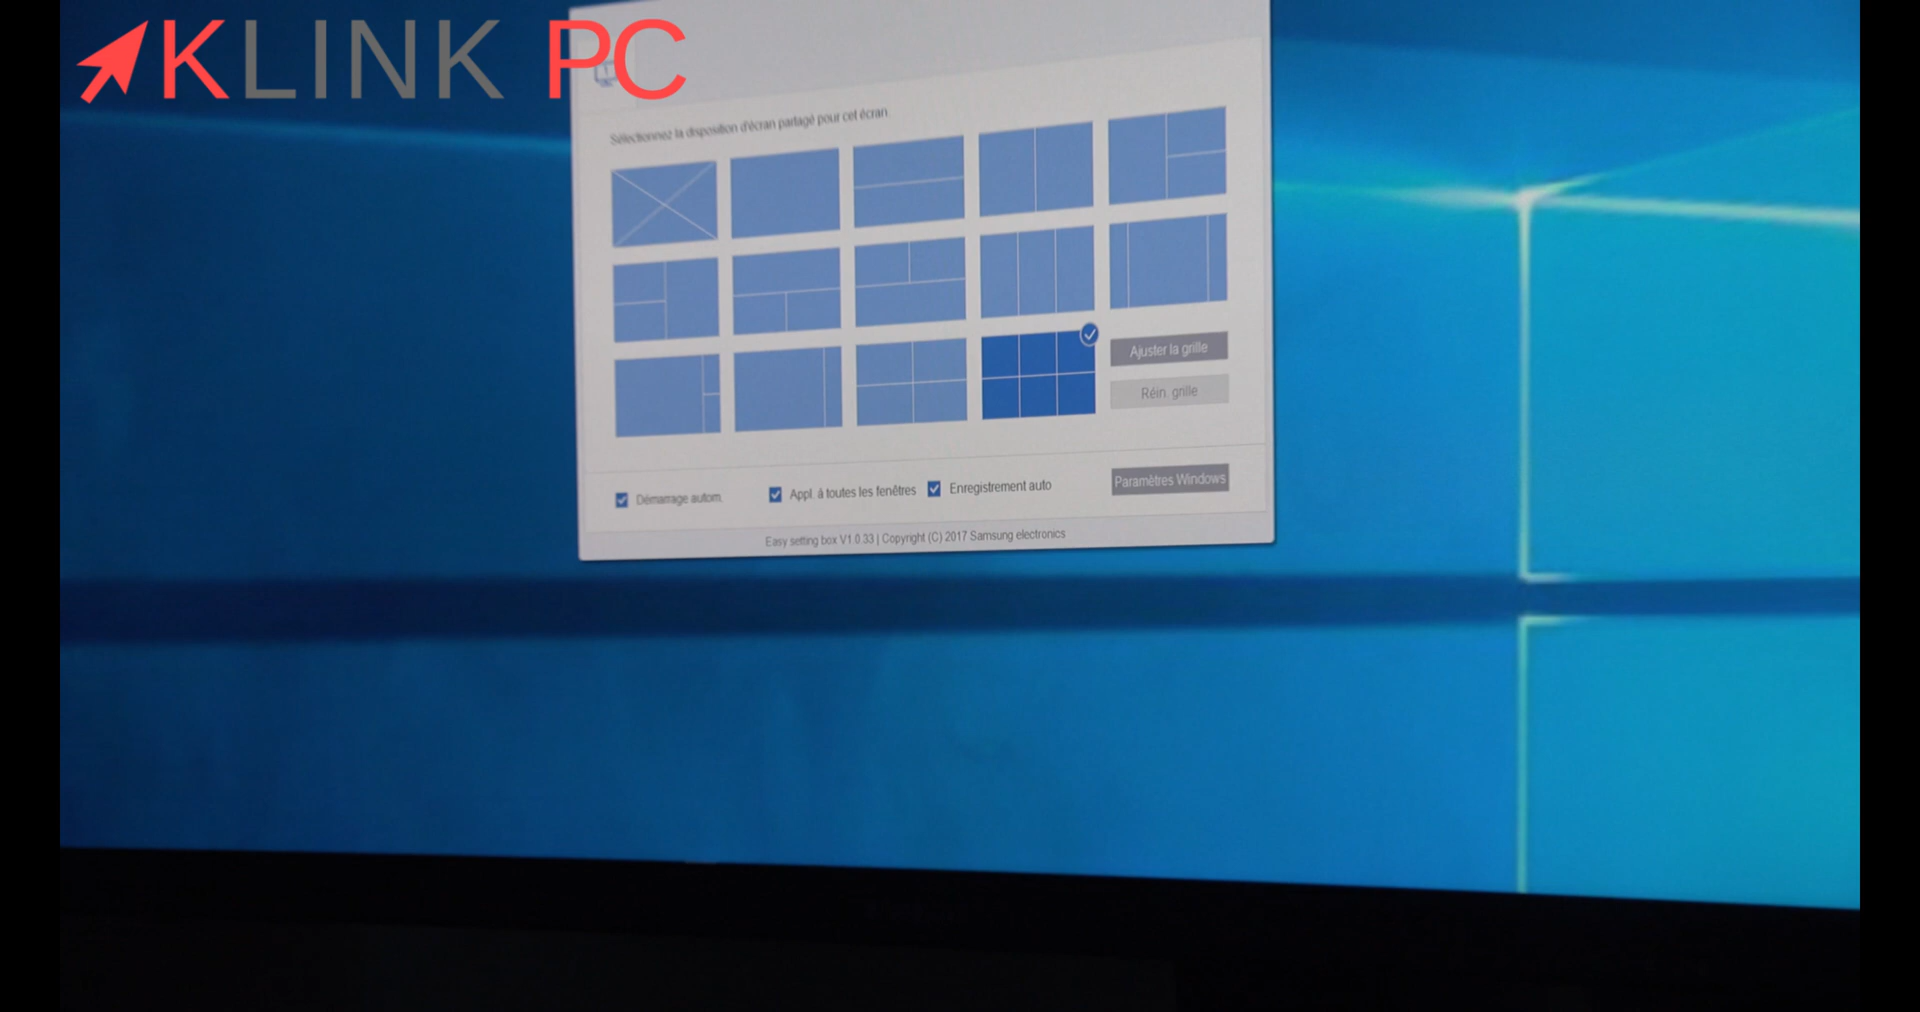 KLINK PC
Sélectionnez la disposition d'écran partagé pour cet écran.
Ajuster la grille
Réin. grille
Démarrage autom.
Appl. à toutes les fenêtres
Enregistrement auto
Paramètres Windows
Easy setting box V1.0.33 | Copyright (C) 2017 Samsung electronics